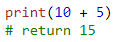 print(10 + 5)
# return 15